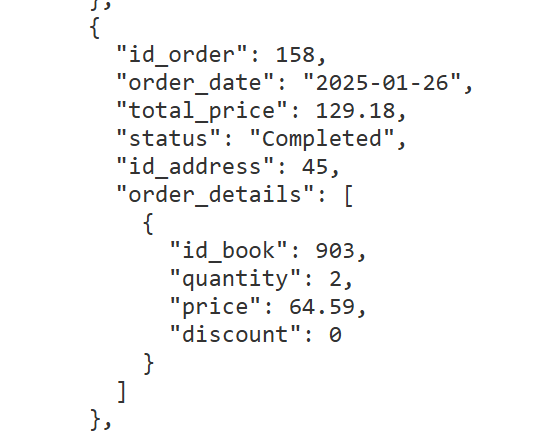 },
{
"id_order": 158,
"order_date": "2025-01-26",
"total_price": 129.18,
"status": "Completed",
"id_address": 45,
"order_details": [
{
"id_book": 903,
"quantity": 2,
"price": 64.59,
"discount": 0
}
]
},